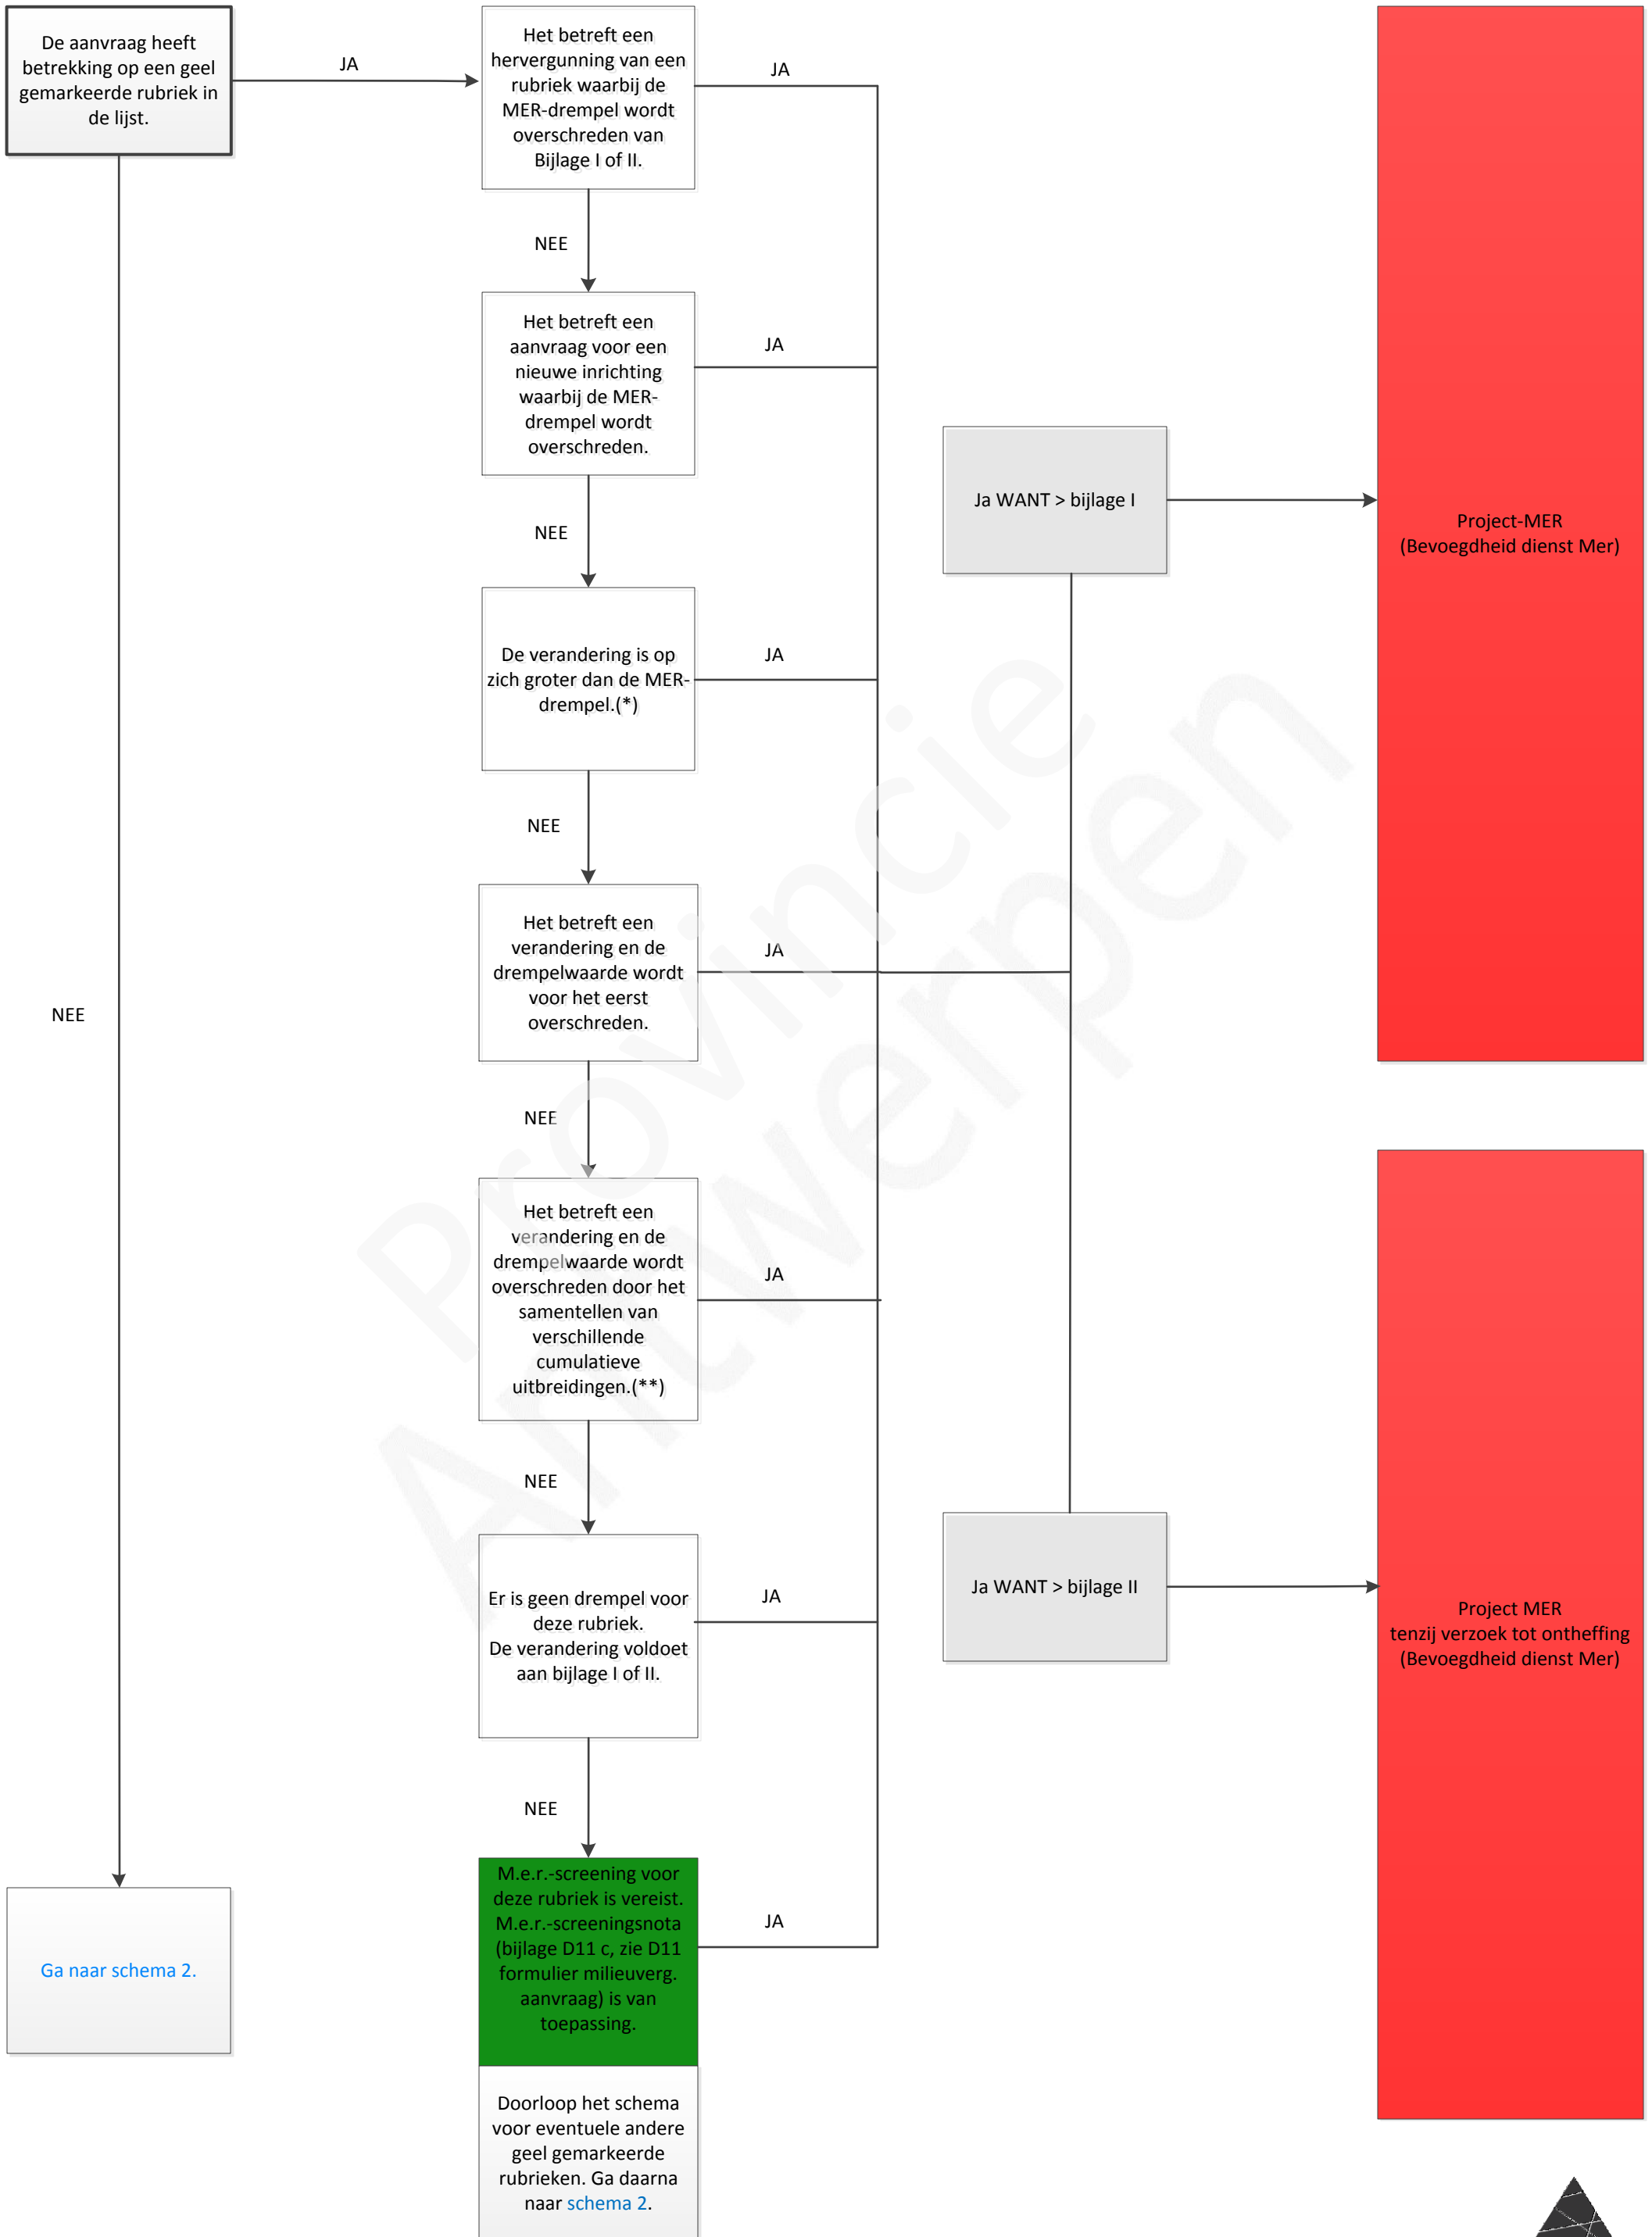 De aanvraag heeft
betrekking op een geel
gemarkeerde rubriek in
de lijst.
JA
Het betreft een
hervergunning van een
rubriek waarbij de
MER-drempel wordt
overschreden van
Bijlage I of II.
JA
NEE
Het betreft een
aanvraag voor een
nieuwe inrichting
waarbij de MER-
drempel wordt
overschreden.
JA
NEE
De verandering is op
zich groter dan de MER-
drempel.(*)
JA
NEE
Het betreft een
verandering en de
drempelwaarde wordt
voor het eerst
overschreden.
JA
NEE
Het betreft een
verandering en de
drempelwaarde wordt
overschreden door het
samentellen van
verschillende
cumulatieve
uitbreidingen.(**)
JA
NEE
Er is geen drempel voor
deze rubriek.
De verandering voldoet
aan bijlage I of II.
JA
NEE
M.e.r.-screening voor
deze rubriek is vereist.
M.e.r.-screeningsnota
(bijlage D11 c, zie D11
formulier milieuverg.
aanvraag) is van
toepassing.
JA
Doorloop het schema
voor eventuele andere
geel gemarkeerde
rubrieken. Ga daarna
naar schema 2.
NEE
Ga naar schema 2.
Ja WANT > bijlage I
Project-MER
(Bevoegdheid dienst Mer)
Ja WANT > bijlage II
Project MER
tenzij verzoek tot ontheffing
(Bevoegdheid dienst Mer)
Provincie
Antwerpen